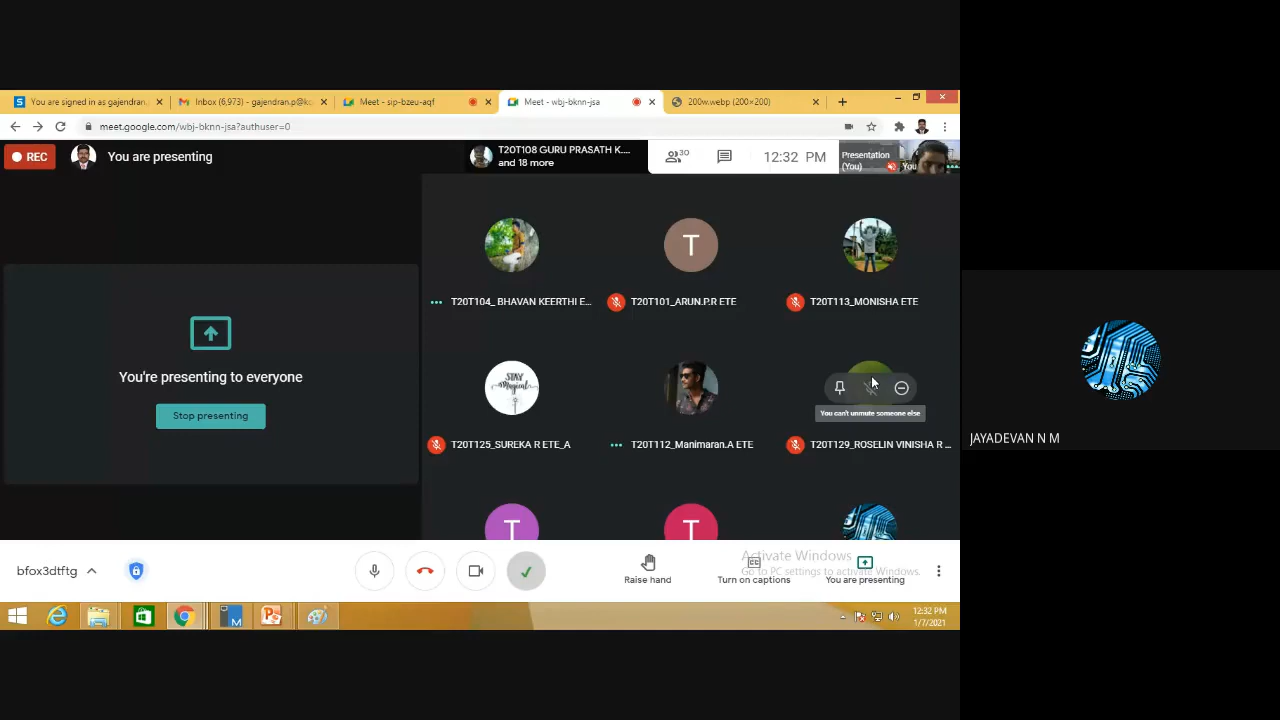 You are signed in as gajendran.
Inbox (6,973) - gajendran.p@ko
Meet - sip-bzeu-aqf
Meet - wbj-bknn-jsa
200w.webp (200×200)
meet.google.com/wbj-bknn-jsa?authuser=0
REC
You are presenting
T20T108 GURU PRASATH K....
and 18 more
30
12:32 PM
Presentation
(You)
You
T20T104_ BHAVAN KEERTHI E...
T20T101_ARUN.P.R ETE
T20T113_MONISHA ETE
You're presenting to everyone
Stop presenting
STAY
Magical
You can't unmute someone else
T20T125_SUREKA R ETE_A
T20T112_Manimaran.A ETE
T20T129_ROSELIN VINISHA R ...
JAYADEVAN N M
T
T
T
bfox3dtftg
Raise hand
Turn on captions
You are presenting
Activate Windows
Go to PC settings to activate Windows.
12:32 PM
1/7/2021